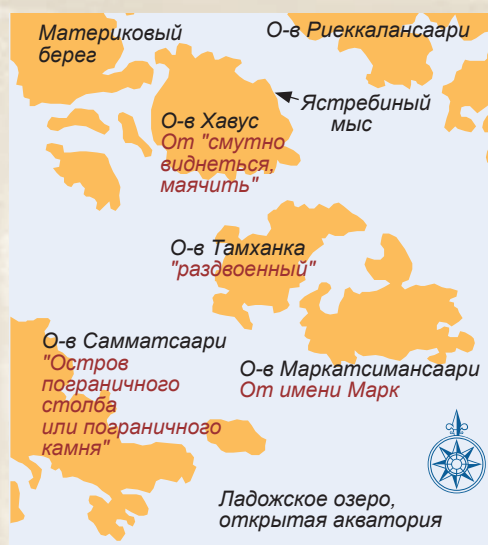 Материковый
берег
О-в Риеккалансаари
Ястребиный
мыс
О-в Хавус
От "смутно
виднеться,
маячить"
О-в Тамханка
"раздвоенный"
О-в Самматсаари
"Остров
пограничного
столба
или пограничного
камня"
О-в Маркатсимансаари
От имени Марк
Ладожское озеро,
открытая акватория